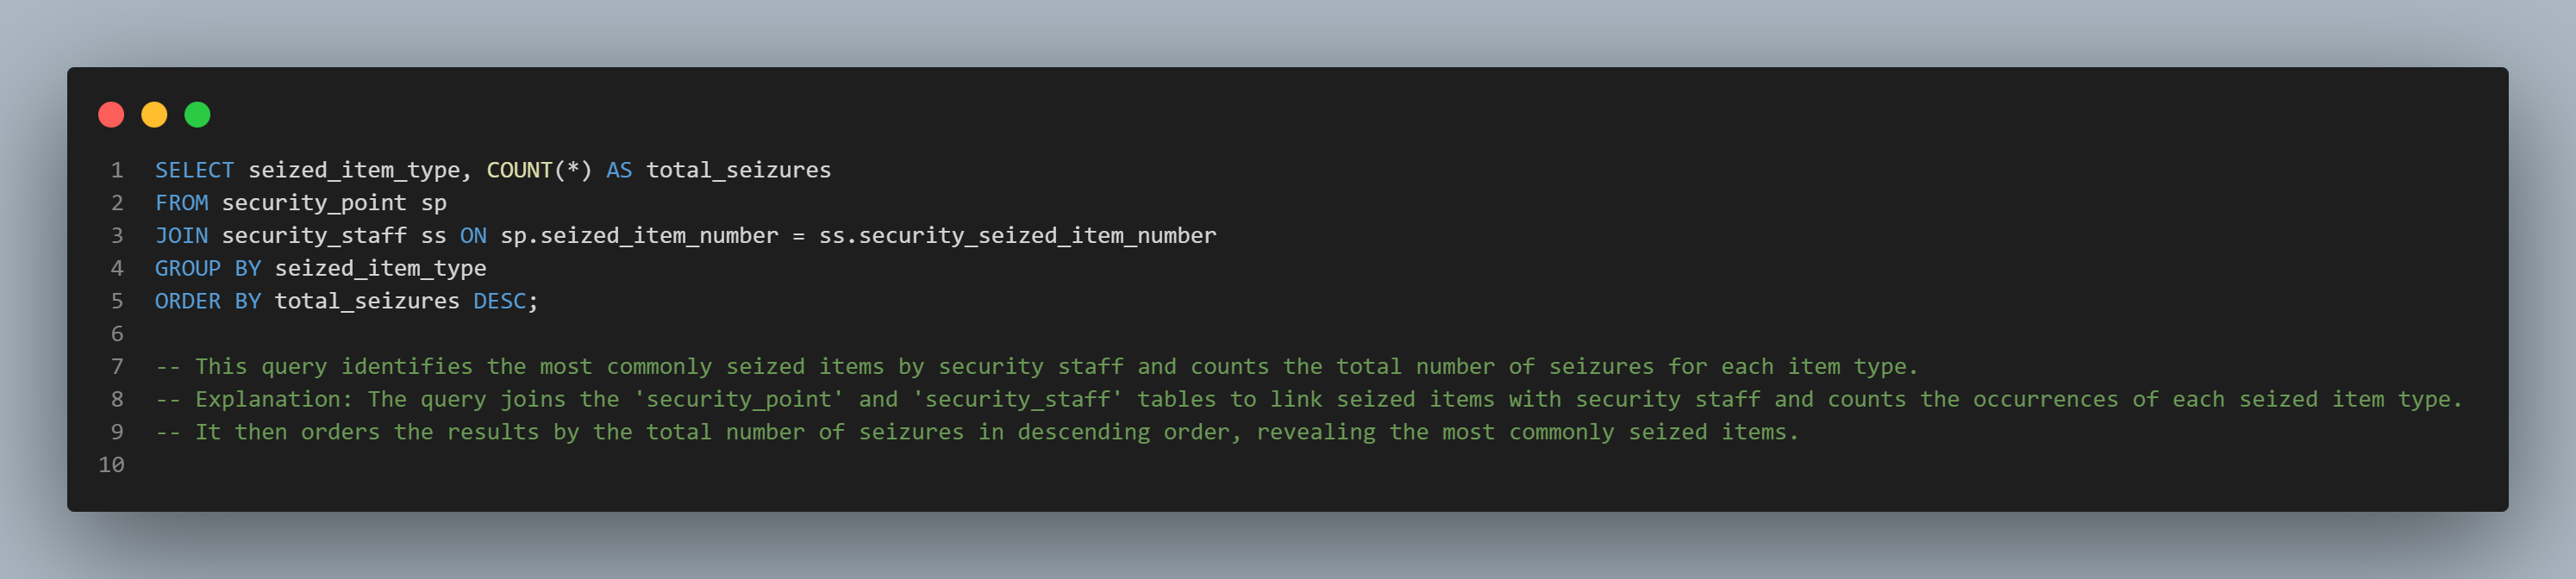 1 SELECT seized_item_type, COUNT(*) AS total_seizures
2 FROM security_point sp
3 JOIN security_staff ss ON sp.seized_item_number = ss.security_seized_item_number
4 GROUP BY seized_item_type
5 ORDER BY total_seizures DESC;
6
7 -- This query identifies the most commonly seized items by security staff and counts the total number of seizures for each item type.
8 -- Explanation: The query joins the 'security_point' and 'security_staff' tables to link seized items with security staff and counts the occurrences of each seized item type.
9 -- It then orders the results by the total number of seizures in descending order, revealing the most commonly seized items.
10